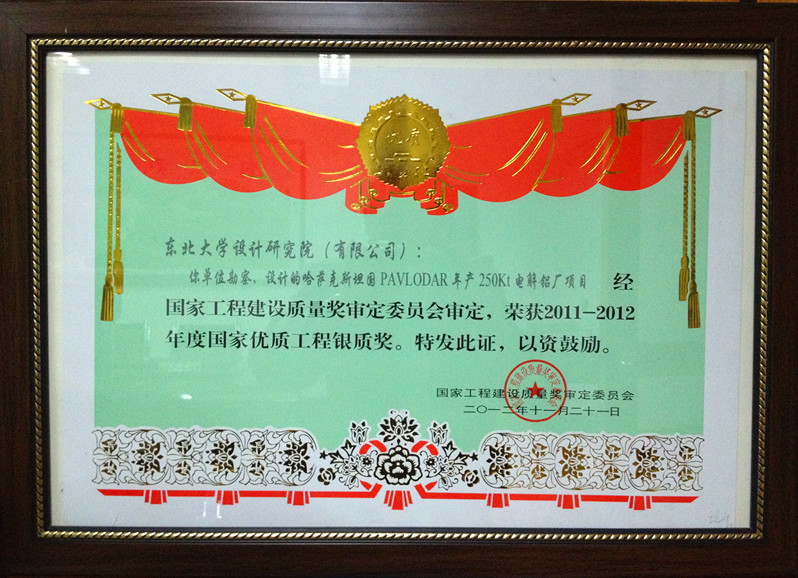 优质
东北大学设计研究院（有限公司）：
你单位勘察、设计的哈萨克斯坦国PAVLODAR年产250Kt电解铝厂项目 经
国家工程建设质量奖审定委员会审定，荣获2011-2012
年度国家优质工程银质奖。特发此证，以资鼓励。
国家工程建设质量奖审定委员会
二〇一二年十一月二十一日